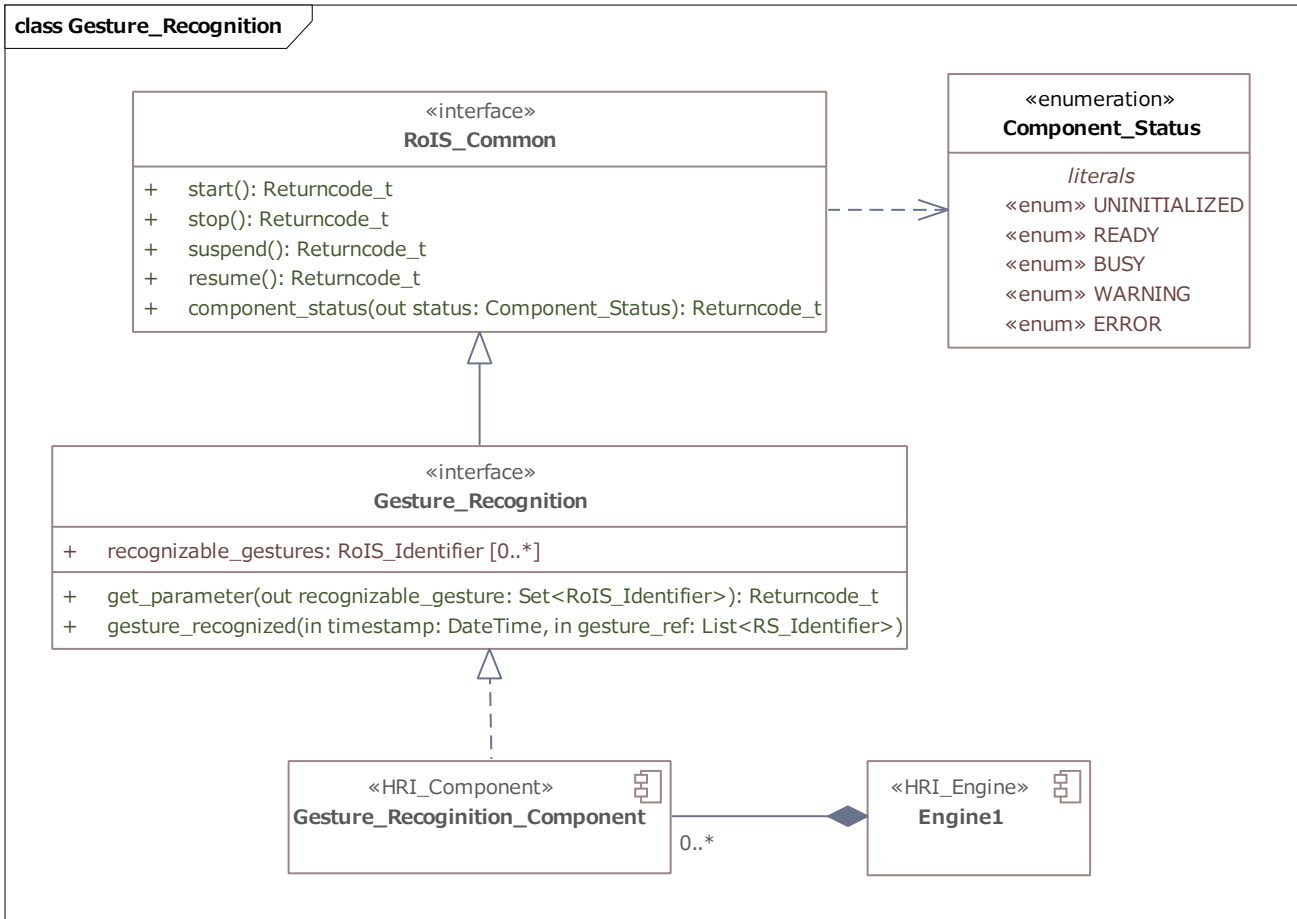 class Gesture_Recognition
«interface»
RoIS_Common
+ start(): Returncode_t
+ stop(): Returncode_t
+ suspend(): Returncode_t
+ resume(): Returncode_t
+ component_status(out status: Component_Status): Returncode_t
«enumeration»
Component_Status
literals
«enum» UNINITIALIZED
«enum» READY
«enum» BUSY
«enum» WARNING
«enum» ERROR
«interface»
Gesture_Recognition
+ recognizable_gestures: RoIS_Identifier [0..*]
+ get_parameter(out recognizable_gesture: Set<RoIS_Identifier>): Returncode_t
+ gesture_recognized(in timestamp: DateTime, in gesture_ref: List<RS_Identifier>)
«HRI_Component»
Gesture_Recoginition_Component
0..*
«HRI_Engine»
Engine1